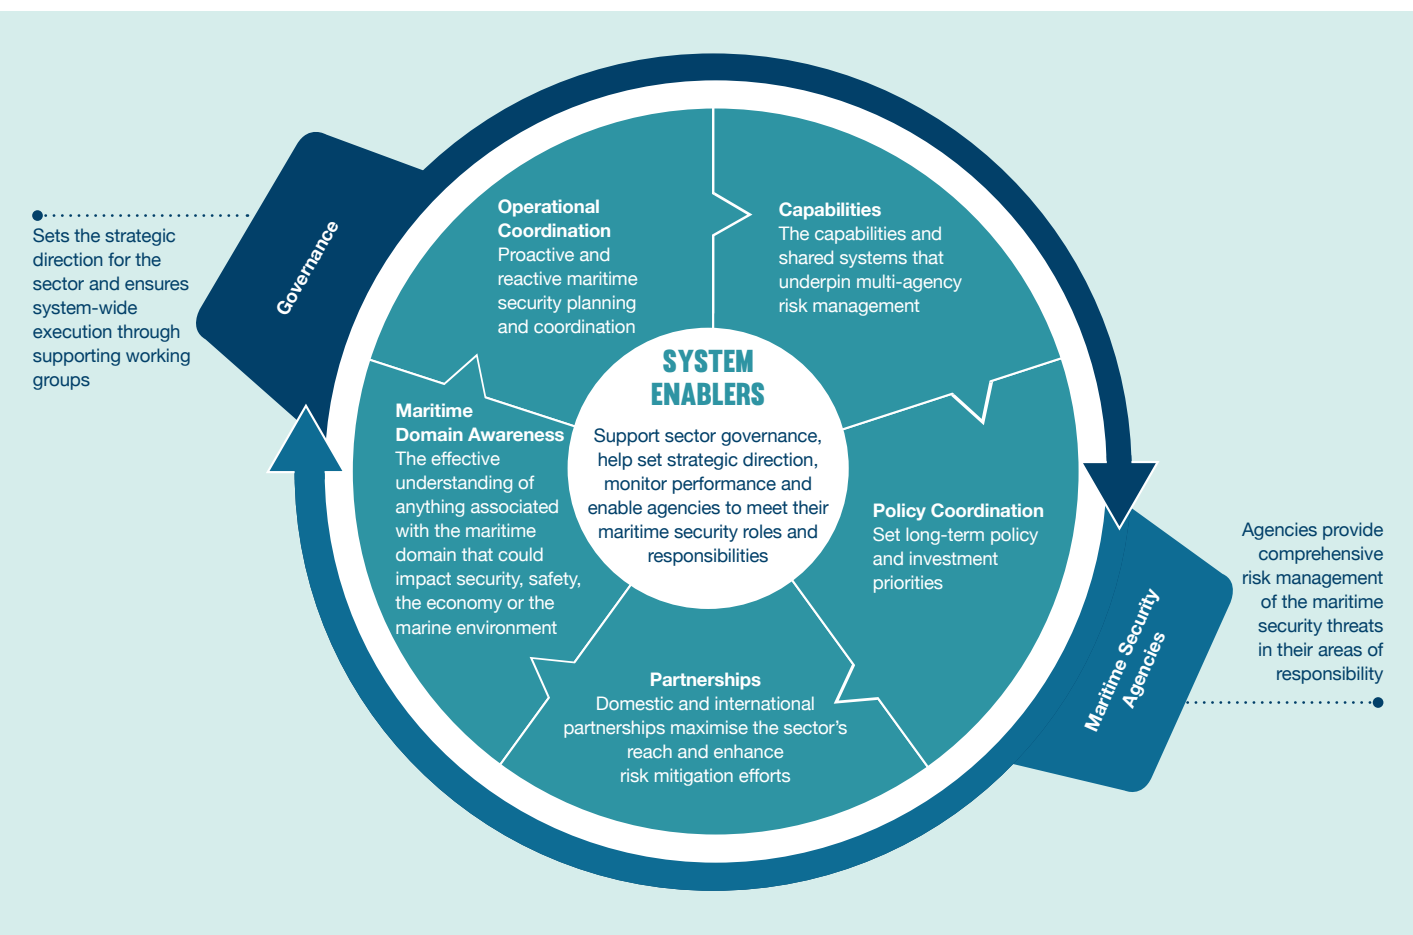 Governance
Sets the strategic
direction for the
sector and ensures
system-wide
execution through
supporting working
groups
Operational
Coordination
Proactive and
reactive maritime
security planning
and coordination
Capabilities
The capabilities and
shared systems that
underpin multi-agency
risk management
SYSTEM
ENABLERS
Support sector governance,
help set strategic direction,
monitor performance and
enable agencies to meet their
maritime security roles and
responsibilities
Maritime
Domain Awareness
The effective
understanding of
anything associated
with the maritime
domain that could
impact security, safety,
the economy or the
marine environment
Policy Coordination
Set long-term policy
and investment
priorities
Partnerships
Domestic and international
partnerships maximise the sector’s
reach and enhance
risk mitigation efforts
Maritime Security
Agencies
Agencies provide
comprehensive
risk management
of the maritime
security threats
in their areas of
responsibility